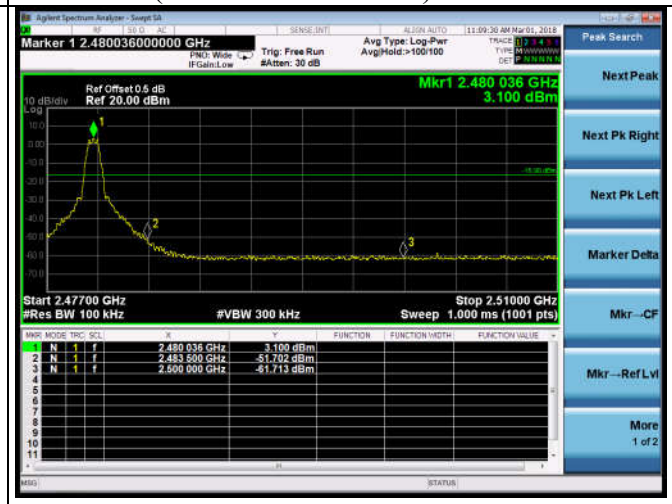 Agilent Spectrum Analyzer - Swept SA
RF 50 Ω AC SENSE:INT ALIGN AUTO 11:09:30 AM Mar 01, 2018
Marker 1 2.480036000000 GHz
PNO: Wide
IFGain:Low
Trig: Free Run
#Atten: 30 dB
Avg Type: Log-Pwr
Avg|Hold:>100/100
TRACE 1 2 3 4 5 6
TYPE MWWWWW
DET P N N N N N
Peak Search
Next Peak
Next Pk Right
Next Pk Left
Marker Delta
Mkr→CF
Mkr→Ref Lvl
More
1 of 2
Mkr1 2.480 036 GHz
3.100 dBm
Ref Offset 0.5 dB
10 dB/div Ref 20.00 dBm
Log
10.0
0.00
-10.0
-20.0
-30.0
-40.0
-50.0
-60.0
-70.0
1
2
3
Start 2.47700 GHz Stop 2.51000 GHz
#Res BW 100 kHz #VBW 300 kHz Sweep 1.000 ms (1001 pts)
MKR MODE TRC SCL X Y FUNCTION FUNCTION WIDTH FUNCTION VALUE
1 N 1 f 2.480 036 GHz 3.100 dBm
2 N 1 f 2.483 500 GHz -51.702 dBm
3 N 1 f 2.500 000 GHz -61.713 dBm
4
5
6
7
8
9
10
11
MSG STATUS